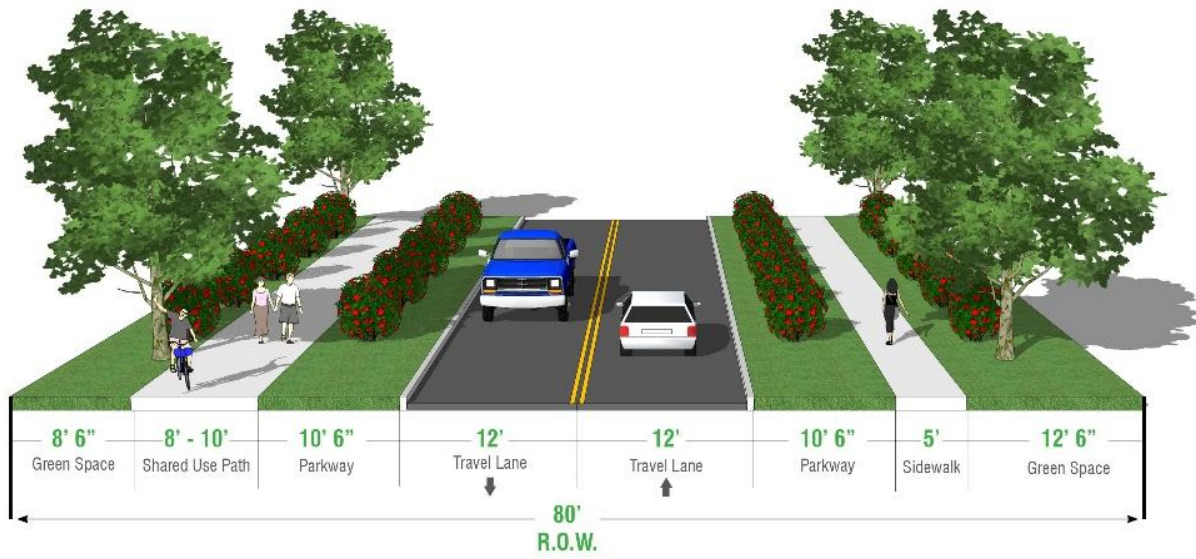 8' 6”
Green Space
8' - 10'
Shared Use Path
10' 6”
Parkway
12'
Travel Lane
12'
Travel Lane
10' 6”
Parkway
5'
Sidewalk
12' 6”
Green Space
80'
R.O.W.